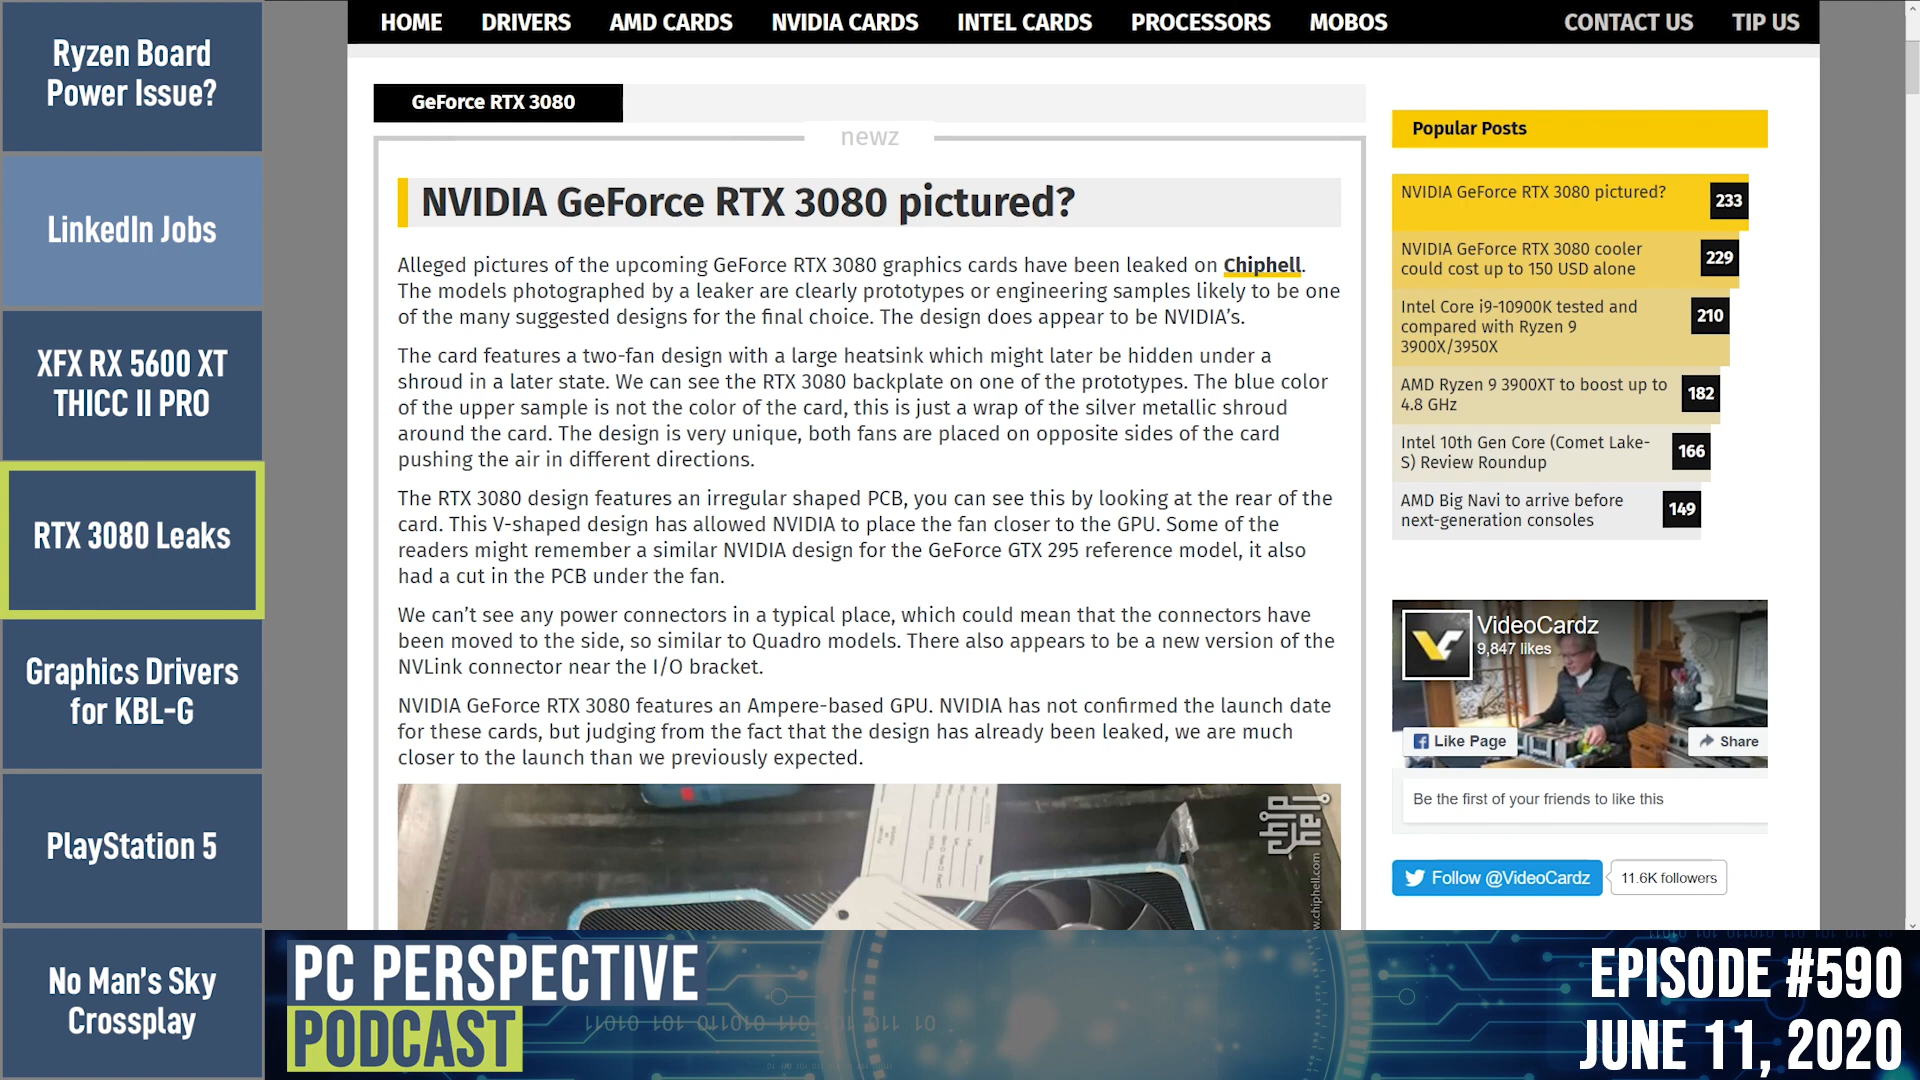 Ryzen Board
Power Issue?
LinkedIn Jobs
XFX RX 5600 XT
THICC II PRO
RTX 3080 Leaks
Graphics Drivers
for KBL-G
PlayStation 5
No Man's Sky
Crossplay
HOME DRIVERS AMD CARDS NVIDIA CARDS INTEL CARDS PROCESSORS MOBOS CONTACT US TIP US
GeForce RTX 3080
newz
NVIDIA GeForce RTX 3080 pictured?
Alleged pictures of the upcoming GeForce RTX 3080 graphics cards have been leaked on Chiphell.
The models photographed by a leaker are clearly prototypes or engineering samples likely to be one
of the many suggested designs for the final choice. The design does appear to be NVIDIA's.
The card features a two-fan design with a large heatsink which might later be hidden under a
shroud in a later state. We can see the RTX 3080 backplate on one of the prototypes. The blue color
of the upper sample is not the color of the card, this is just a wrap of the silver metallic shroud
around the card. The design is very unique, both fans are placed on opposite sides of the card
pushing the air in different directions.
The RTX 3080 design features an irregular shaped PCB, you can see this by looking at the rear of the
card. This V-shaped design has allowed NVIDIA to place the fan closer to the GPU. Some of the
readers might remember a similar NVIDIA design for the GeForce GTX 295 reference model, it also
had a cut in the PCB under the fan.
We can't see any power connectors in a typical place, which could mean that the connectors have
been moved to the side, so similar to Quadro models. There also appears to be a new version of the
NVLink connector near the I/O bracket.
NVIDIA GeForce RTX 3080 features an Ampere-based GPU. NVIDIA has not confirmed the launch date
for these cards, but judging from the fact that the design has already been leaked, we are much
closer to the launch than we previously expected.
chip hell
www.chiphell.com
Popular Posts
NVIDIA GeForce RTX 3080 pictured? 233
NVIDIA GeForce RTX 3080 cooler
could cost up to 150 USD alone 229
Intel Core i9-10900K tested and
compared with Ryzen 9
3900X/3950X 210
AMD Ryzen 9 3900XT to boost up to
4.8 GHz 182
Intel 10th Gen Core (Comet Lake-
S) Review Roundup 166
AMD Big Navi to arrive before
next-generation consoles 149
VideoCardz
9,847 likes
Like Page Share
Be the first of your friends to like this
Follow @VideoCardz 11.6K followers
PC PERSPECTIVE
PODCAST
EPISODE #590
JUNE 11, 2020